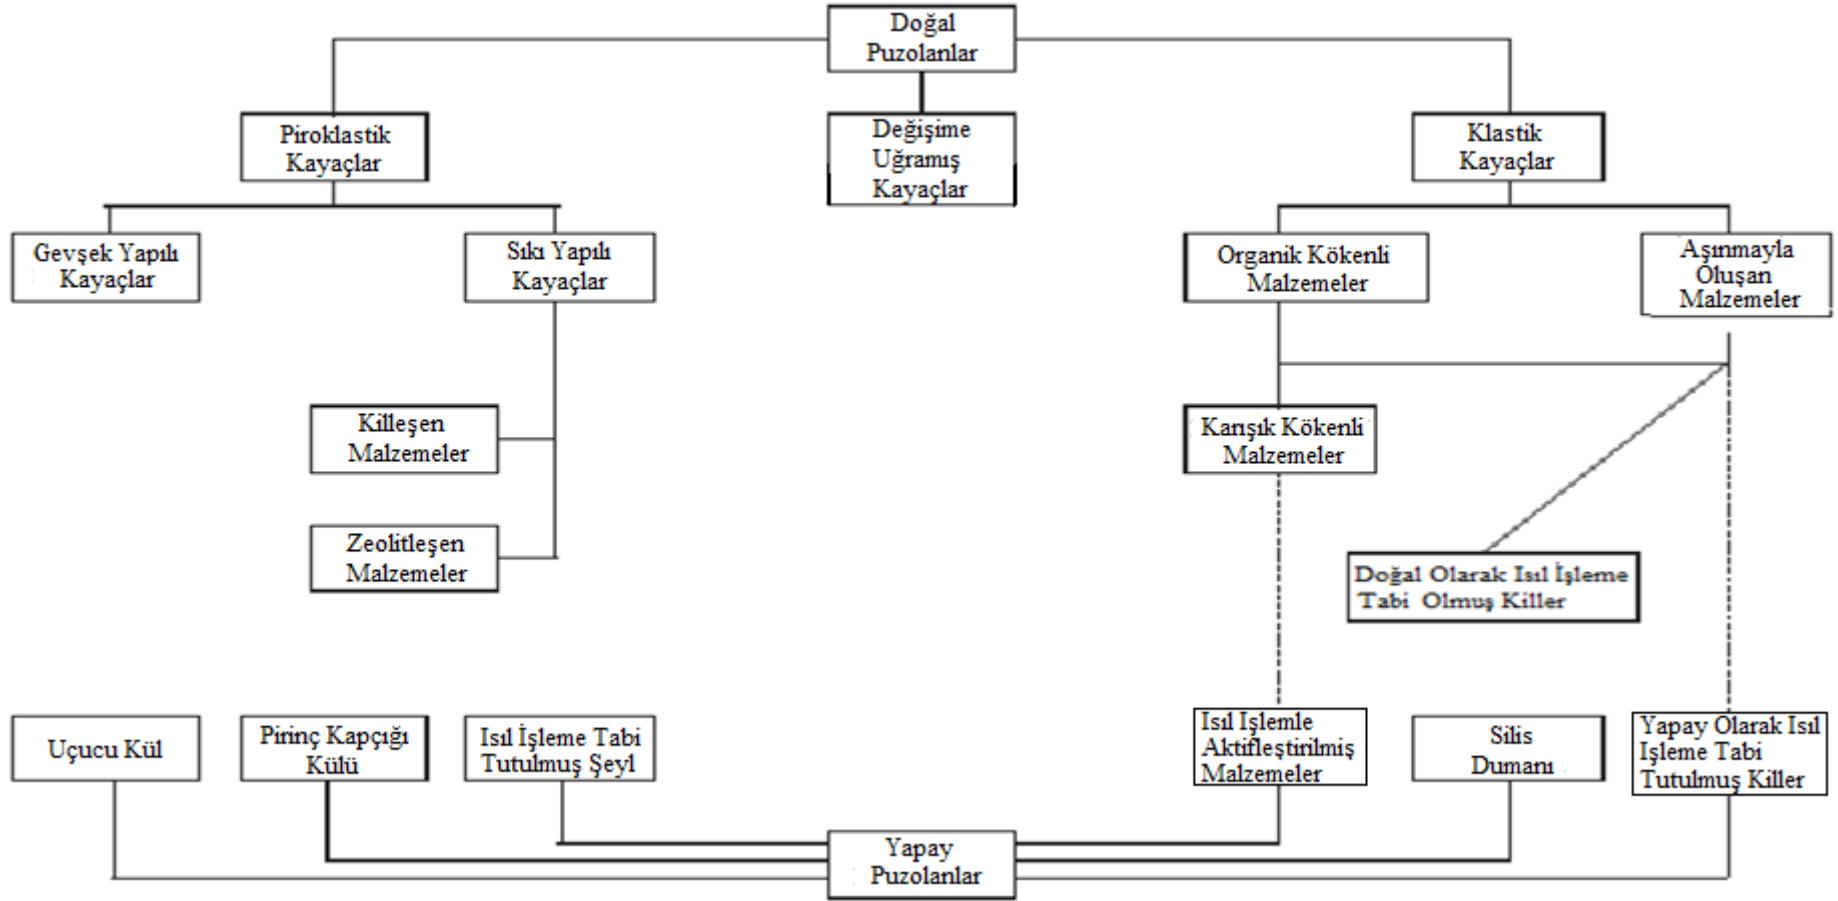 Doğal
Puzolanlar
Piroklastik
Kayaçlar
Değişime
Uğramış
Kayaçlar
Klastik
Kayaçlar
Gevşek Yapılı
Kayaçlar
Sıkı Yapılı
Kayaçlar
Organik Kökenli
Malzemeler
Aşınmayla
Oluşan
Malzemeler
Killeşen
Malzemeler
Karışık Kökenli
Malzemeler
Zeolitleşen
Malzemeler
Doğal Olarak Isıl İşleme
Tabi Olmuş Killer
Uçucu Kül
Pirinç Kapçığı
Külü
Isıl İşleme Tabi
Tutulmuş Şeyl
Isıl İşlemle
Aktifleştirilmiş
Malzemeler
Silis
Dumanı
Yapay Olarak Isıl
İşleme Tabi
Tutulmuş Killer
Yapay
Puzolanlar